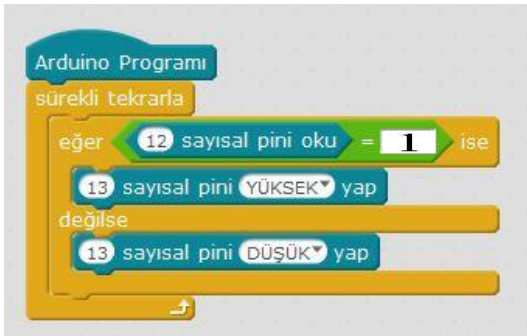 Arduino Programı
sürekli tekrarla
eğer 12 sayısal pini oku = 1 ise
13 sayısal pini YÜKSEK yap
değilse
13 sayısal pini DÜŞÜK yap